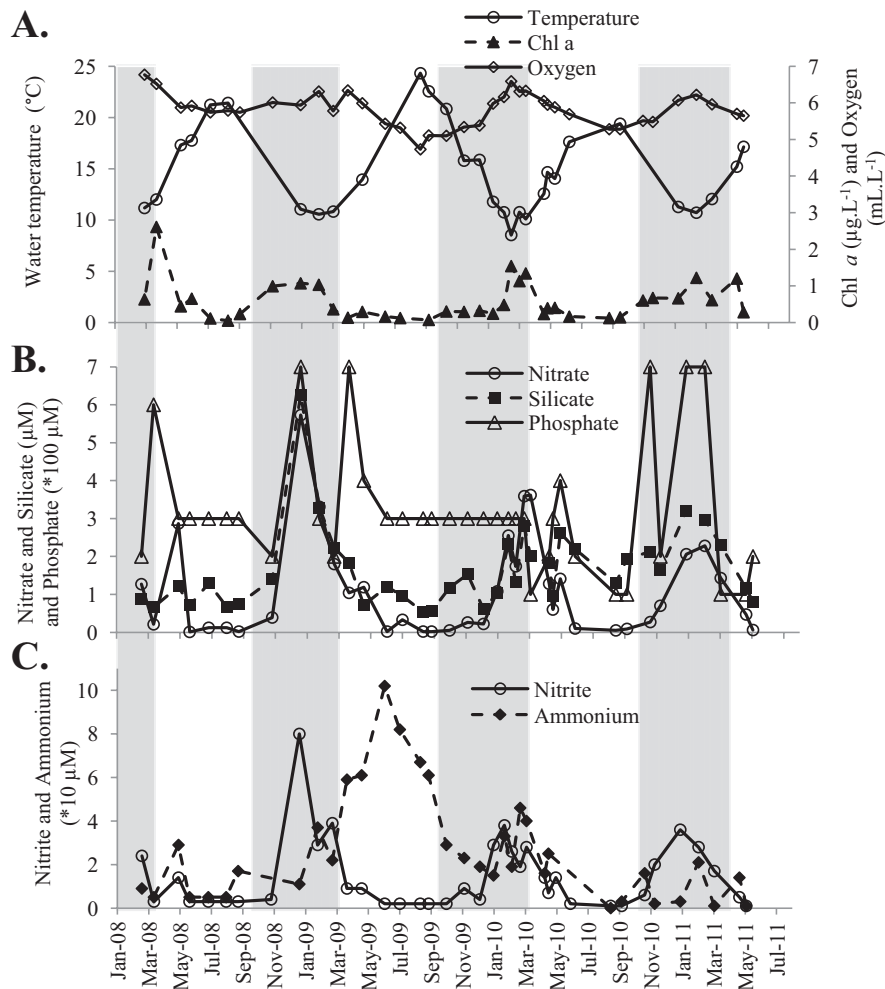 A.
Temperature
Chl a
Oxygen
25
20
15
10
5
0
7
6
5
4
3
2
1
0
Water temperature (°C)
Chl a (µg.L⁻¹) and Oxygen
(mL.L⁻¹)
B.
Nitrate
Silicate
Phosphate
7
6
5
4
3
2
1
0
Nitrate and Silicate (µM)
and Phosphate (*100 µM)
C.
Nitrite
Ammonium
10
8
6
4
2
0
Nitrite and Ammonium
(*10 µM)
Jan-08
Mar-08
May-08
Jul-08
Sep-08
Nov-08
Jan-09
Mar-09
May-09
Jul-09
Sep-09
Nov-09
Jan-10
Mar-10
May-10
Jul-10
Sep-10
Nov-10
Jan-11
Mar-11
May-11
Jul-11